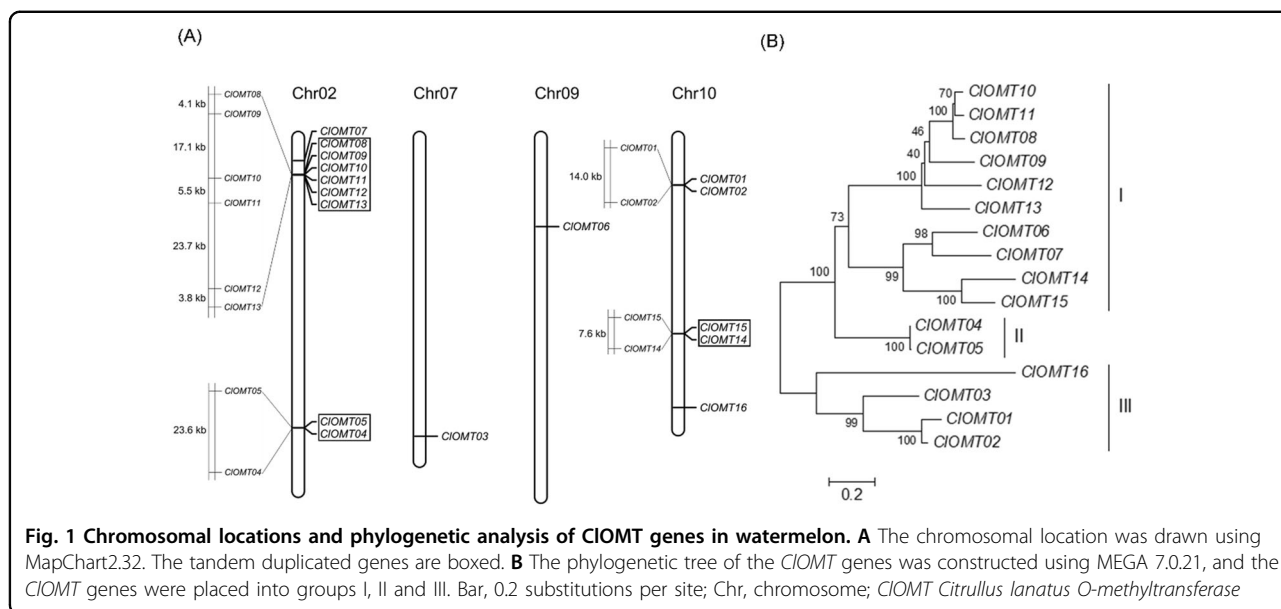 (A)
(B)
Chr02
Chr07
Chr09
Chr10
4.1 kb
17.1 kb
5.5 kb
23.7 kb
3.8 kb
ClOMT08
ClOMT09
ClOMT10
ClOMT11
ClOMT12
ClOMT13
ClOMT07
ClOMT08
ClOMT09
ClOMT10
ClOMT11
ClOMT12
ClOMT13
23.6 kb
ClOMT05
ClOMT04
ClOMT05
ClOMT04
ClOMT03
ClOMT06
14.0 kb
ClOMT01
ClOMT02
ClOMT01
ClOMT02
7.6 kb
ClOMT15
ClOMT14
ClOMT15
ClOMT14
ClOMT16
70
100
46
40
100
73
98
99
100
100
100
99
100
ClOMT10
ClOMT11
ClOMT08
ClOMT09
ClOMT12
ClOMT13
ClOMT06
ClOMT07
ClOMT14
ClOMT15
ClOMT04
ClOMT05
ClOMT16
ClOMT03
ClOMT01
ClOMT02
I
II
III
0.2
Fig. 1 Chromosomal locations and phylogenetic analysis of ClOMT genes in watermelon. A The chromosomal location was drawn using
MapChart2.32. The tandem duplicated genes are boxed. B The phylogenetic tree of the ClOMT genes was constructed using MEGA 7.0.21, and the
ClOMT genes were placed into groups I, II and III. Bar, 0.2 substitutions per site; Chr, chromosome; ClOMT Citrullus lanatus O-methyltransferase